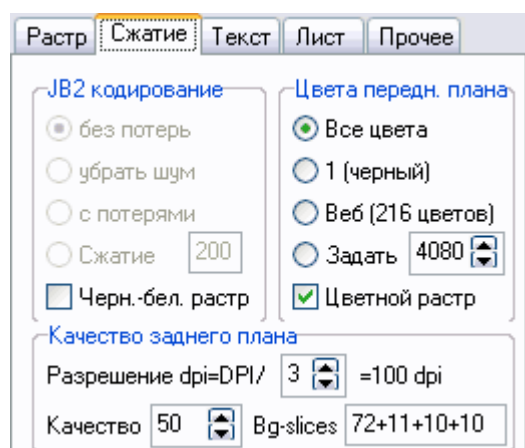 Растр Сжатие Текст Лист Прочее
JB2 кодирование
без потерь
убрать шум
с потерями
Сжатие 200
Черн.-бел. растр
Цвета передн. плана
Все цвета
1 (черный)
Веб (216 цветов)
Задать 4080
Цветной растр
Качество заднего плана
Разрешение dpi=DPI/ 3 =100 dpi
Качество 50 Bg-slices 72+11+10+10